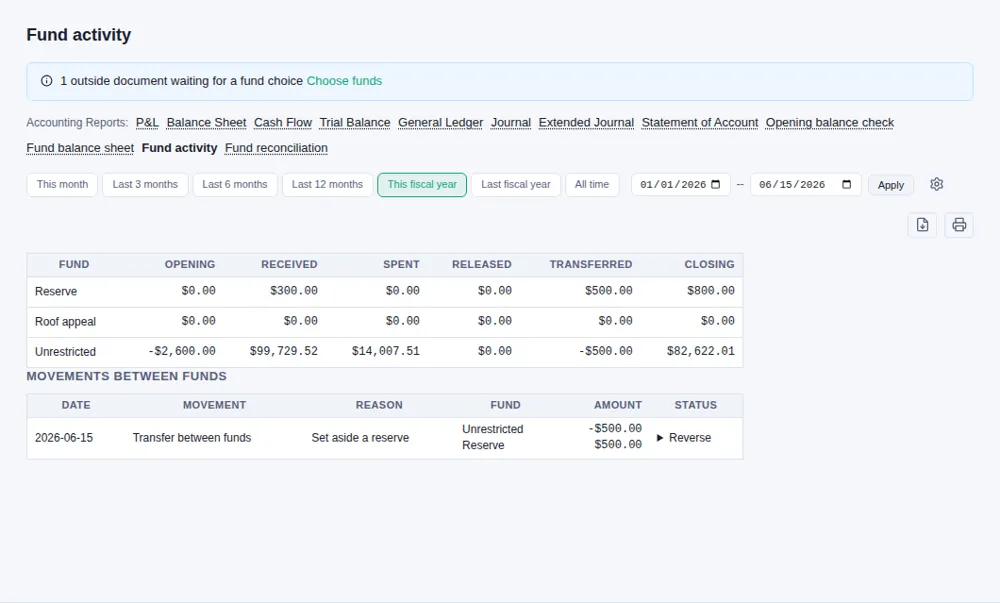 Fund activity
1 outside document waiting for a fund choice Choose funds
Accounting Reports: P&L Balance Sheet Cash Flow Trial Balance General Ledger Journal Extended Journal Statement of Account Opening balance check
Fund balance sheet Fund activity Fund reconciliation
This month Last 3 months Last 6 months Last 12 months This fiscal year Last fiscal year All time 01/01/2026 -- 06/15/2026 Apply
FUND OPENING RECEIVED SPENT RELEASED TRANSFERRED CLOSING
Reserve $0.00 $300.00 $0.00 $0.00 $500.00 $800.00
Roof appeal $0.00 $0.00 $0.00 $0.00 $0.00 $0.00
Unrestricted -$2,600.00 $99,729.52 $14,007.51 $0.00 -$500.00 $82,622.01
MOVEMENTS BETWEEN FUNDS
DATE MOVEMENT REASON FUND AMOUNT STATUS
2026-06-15 Transfer between funds Set aside a reserve Unrestricted -$500.00 Reverse
Reserve $500.00